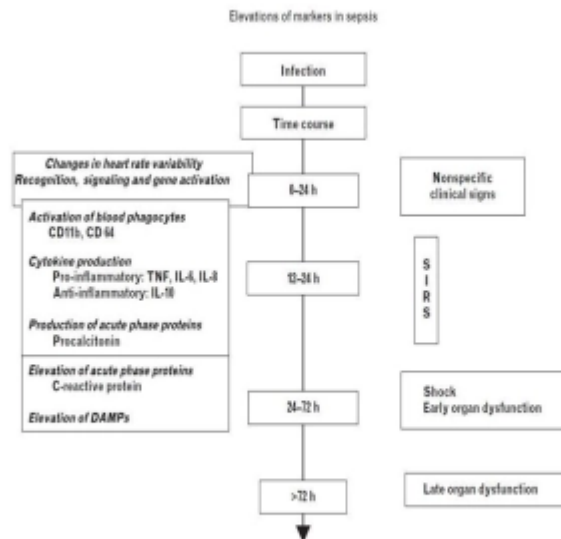 Elevations of markers in sepsis
Infection
Time course
Changes in heart rate variability
Recognition, signaling and gene activation
0–24 h
Nonspecific
clinical signs
Activation of blood phagocytes
CD11b, CD 64
Cytokine production
Pro-inflammatory: TNF, IL-6, IL-8
Anti-inflammatory: IL-10
Production of acute phase proteins
Procalcitonin
12–24 h
S
I
R
S
Elevation of acute phase proteins
C-reactive protein
Elevation of DAMPs
24–72 h
Shock
Early organ dysfunction
>72 h
Late organ dysfunction